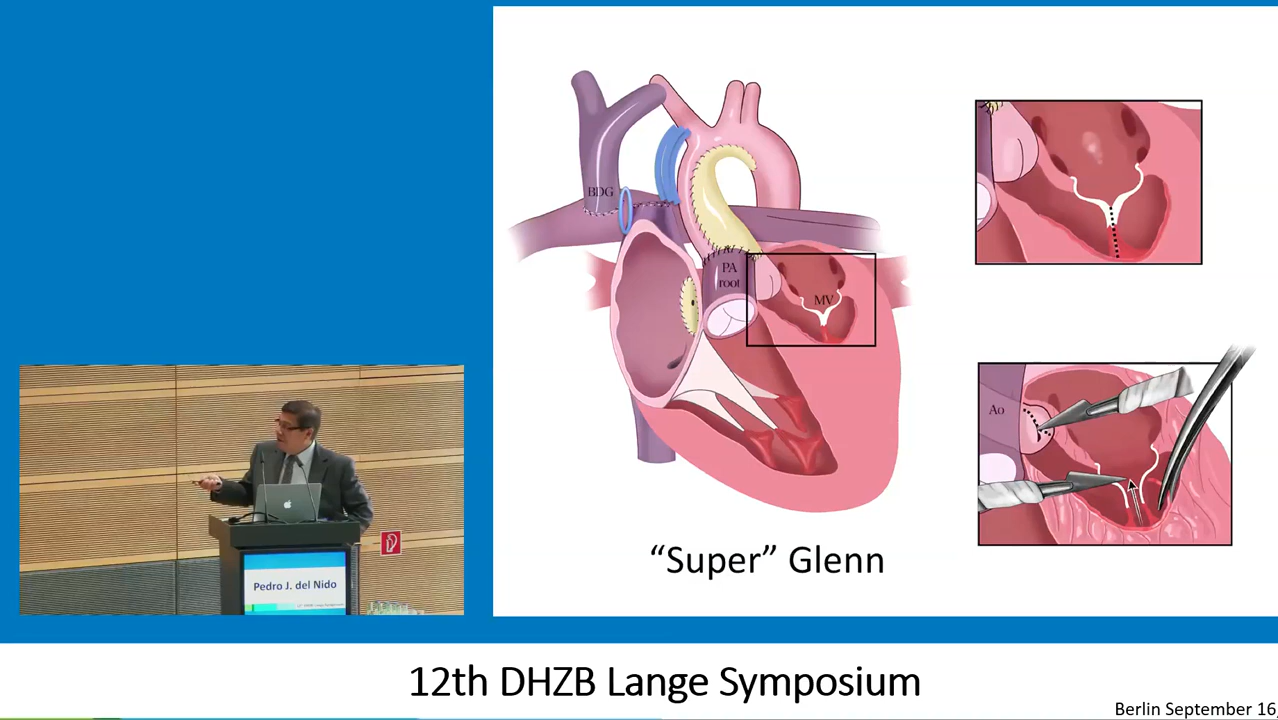 BDG
PA
root
MV
Ao
Pedro J. del Nido
“Super” Glenn
12th DHZB Lange Symposium
Berlin September 16,